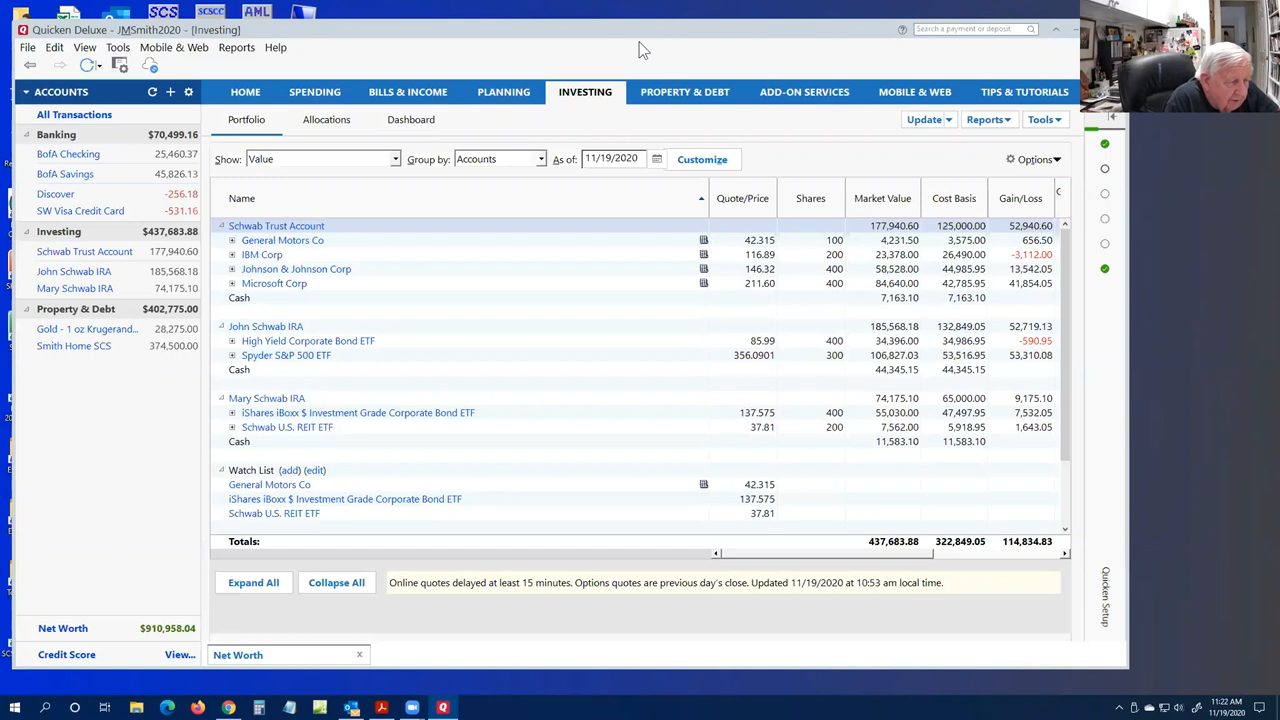 SCS
SCSCC
Quicken Deluxe - JMSmith2020 - [Investing]
Search a payment or deposit
File Edit View Tools Mobile & Web Reports Help
ACCOUNTS
HOME SPENDING BILLS & INCOME PLANNING INVESTING PROPERTY & DEBT ADD-ON SERVICES MOBILE & WEB TIPS & TUTORIALS
All Transactions
Portfolio Allocations Dashboard Update Reports Tools
Banking $70,499.16
BofA Checking 25,460.37
BofA Savings 45,826.13
Discover -256.18
SW Visa Credit Card -531.16
Investing $437,683.88
Schwab Trust Account 177,940.60
John Schwab IRA 185,568.18
Mary Schwab IRA 74,175.10
Property & Debt $402,775.00
Gold - 1 oz Krugerand... 28,275.00
Smith Home SCS 374,500.00
Net Worth $910,958.04
Credit Score View...
Show: Value Group by: Accounts As of: 11/19/2020 Customize Options
Name Quote/Price Shares Market Value Cost Basis Gain/Loss
Schwab Trust Account 177,940.60 125,000.00 52,940.60
General Motors Co 42.315 100 4,231.50 3,575.00 656.50
IBM Corp 116.89 200 23,378.00 26,490.00 -3,112.00
Johnson & Johnson Corp 146.32 400 58,528.00 44,985.95 13,542.05
Microsoft Corp 211.60 400 84,640.00 42,785.95 41,854.05
Cash 7,163.10 7,163.10
John Schwab IRA 185,568.18 132,849.05 52,719.13
High Yield Corporate Bond ETF 85.99 400 34,396.00 34,986.95 -590.95
Spyder S&P 500 ETF 356.0901 300 106,827.03 53,516.95 53,310.08
Cash 44,345.15 44,345.15
Mary Schwab IRA 74,175.10 65,000.00 9,175.10
iShares iBoxx $ Investment Grade Corporate Bond ETF 137.575 400 55,030.00 47,497.95 7,532.05
Schwab U.S. REIT ETF 37.81 200 7,562.00 5,918.95 1,643.05
Cash 11,583.10 11,583.10
Watch List (add) (edit)
General Motors Co 42.315
iShares iBoxx $ Investment Grade Corporate Bond ETF 137.575
Schwab U.S. REIT ETF 37.81
Totals: 437,683.88 322,849.05 114,834.83
Expand All Collapse All Online quotes delayed at least 15 minutes. Options quotes are previous day's close. Updated 11/19/2020 at 10:53 am local time.
Quicken Setup
Net Worth
11:22 AM
11/19/2020